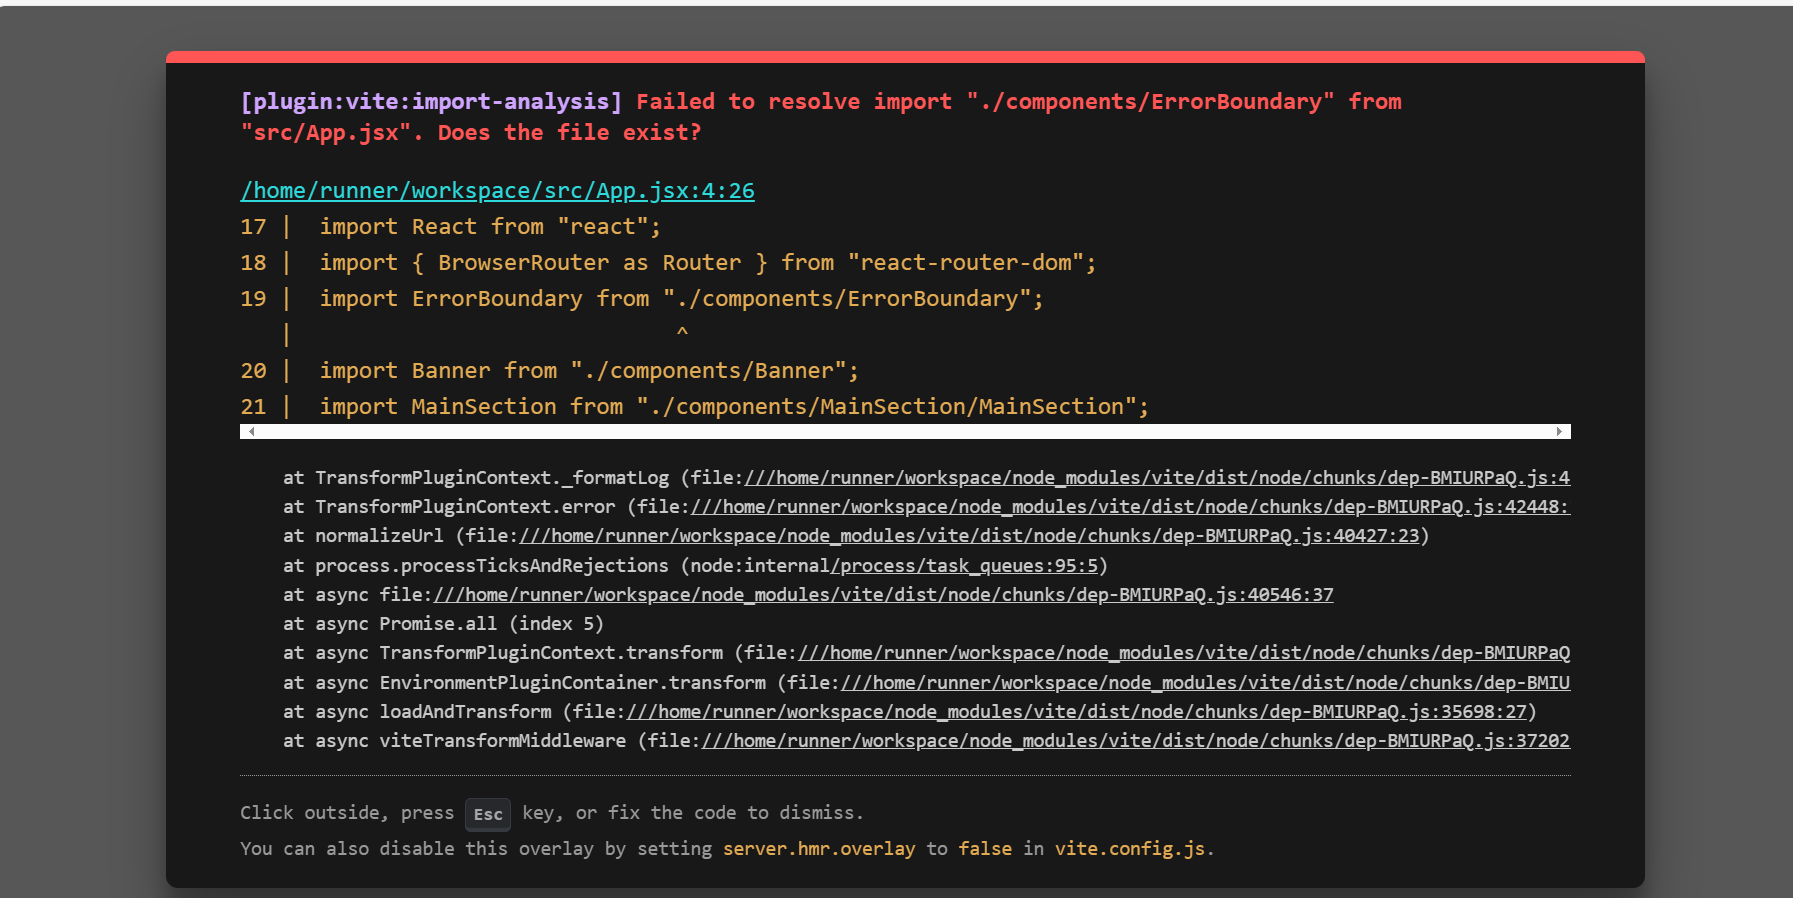 [plugin:vite:import-analysis] Failed to resolve import "./components/ErrorBoundary" from
"src/App.jsx". Does the file exist?
/home/runner/workspace/src/App.jsx:4:26
17 |  import React from "react";
18 |  import { BrowserRouter as Router } from "react-router-dom";
19 |  import ErrorBoundary from "./components/ErrorBoundary";
   |                             ^
20 |  import Banner from "./components/Banner";
21 |  import MainSection from "./components/MainSection/MainSection";
at TransformPluginContext._formatLog (file:///home/runner/workspace/node_modules/vite/dist/node/chunks/dep-BMIURPaQ.js:4
at TransformPluginContext.error (file:///home/runner/workspace/node_modules/vite/dist/node/chunks/dep-BMIURPaQ.js:42448:
at normalizeUrl (file:///home/runner/workspace/node_modules/vite/dist/node/chunks/dep-BMIURPaQ.js:40427:23)
at process.processTicksAndRejections (node:internal/process/task_queues:95:5)
at async file:///home/runner/workspace/node_modules/vite/dist/node/chunks/dep-BMIURPaQ.js:40546:37
at async Promise.all (index 5)
at async TransformPluginContext.transform (file:///home/runner/workspace/node_modules/vite/dist/node/chunks/dep-BMIURPaQ
at async EnvironmentPluginContainer.transform (file:///home/runner/workspace/node_modules/vite/dist/node/chunks/dep-BMIU
at async loadAndTransform (file:///home/runner/workspace/node_modules/vite/dist/node/chunks/dep-BMIURPaQ.js:35698:27)
at async viteTransformMiddleware (file:///home/runner/workspace/node_modules/vite/dist/node/chunks/dep-BMIURPaQ.js:37202
Click outside, press Esc key, or fix the code to dismiss.
You can also disable this overlay by setting server.hmr.overlay to false in vite.config.js.